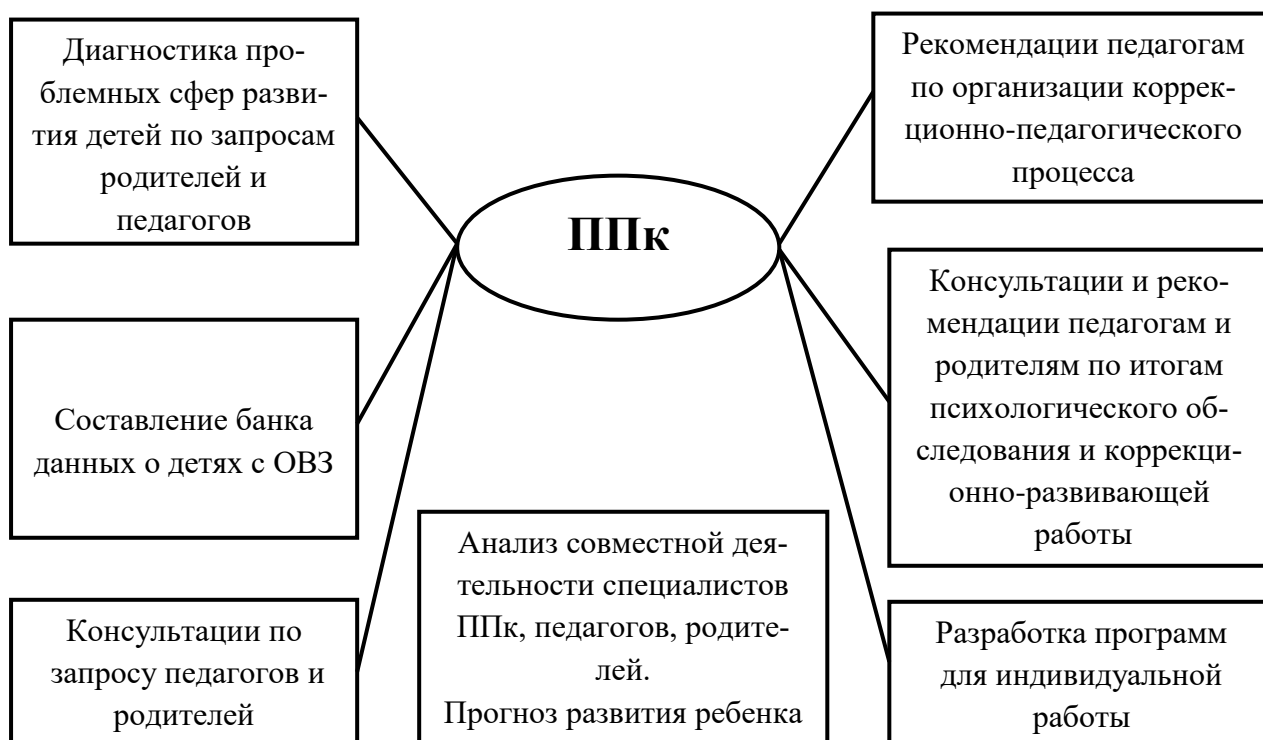 Диагностика про-
блемных сфер разви-
тия детей по запросам
родителей и
педагогов
Рекомендации педагогам
по организации коррек-
ционно-педагогического
процесса
ППк
Консультации и реко-
мендации педагогам и
родителям по итогам
психологического об-
следования и коррекци-
онно-развивающей
работы
Составление банка
данных о детях с ОВЗ
Анализ совместной дея-
тельности специалистов
ППк, педагогов, родите-
лей.
Прогноз развития ребенка
Консультации по
запросу педагогов и
родителей
Разработка программ
для индивидуальной
работы